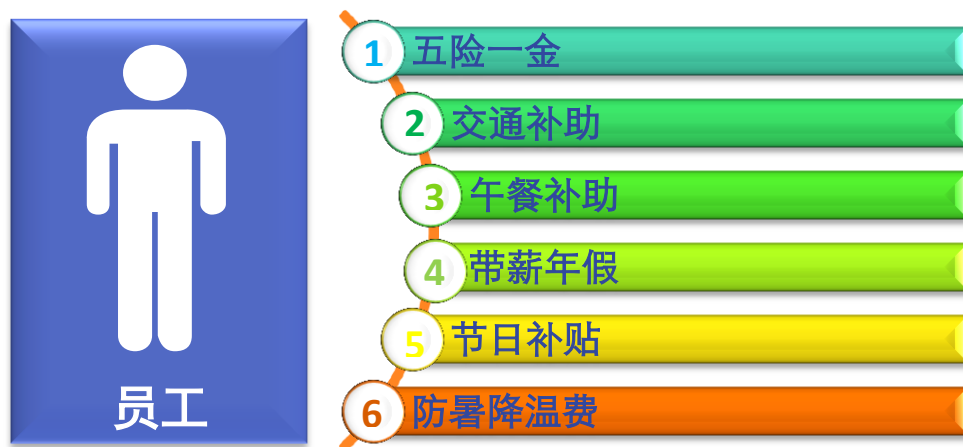 员工
1 五险一金
2 交通补助
3 午餐补助
4 带薪年假
5 节日补贴
6 防暑降温费